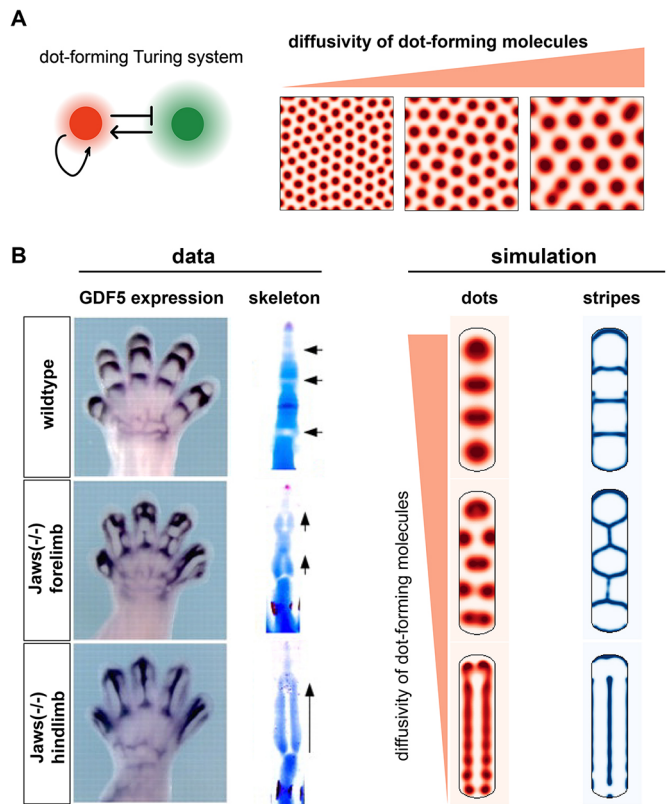 A
dot-forming Turing system
diffusivity of dot-forming molecules
B
data
simulation
GDF5 expression
skeleton
dots
stripes
wildtype
Jaws(-/-)
forelimb
Jaws(-/-)
hindlimb
diffusivity of dot-forming molecules